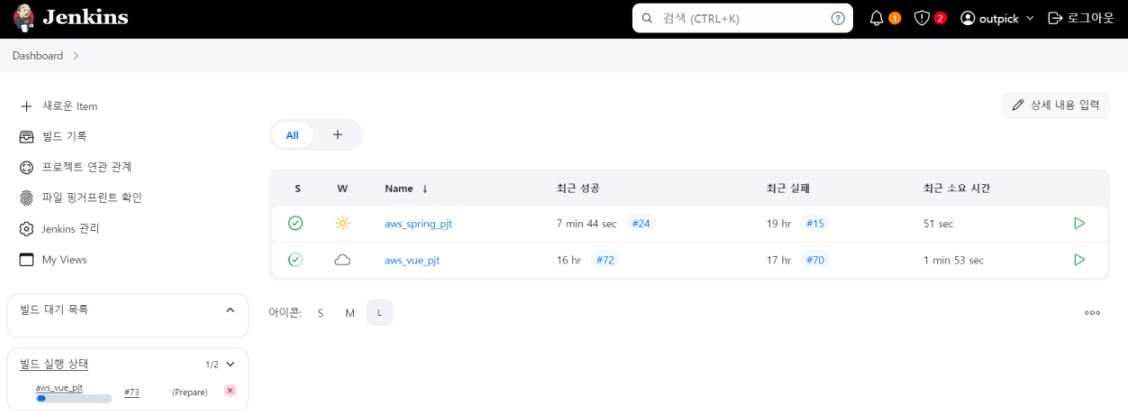 Jenkins
검색 (CTRL+K)
?
1
2
outpick
로그아웃
Dashboard
새로운 Item
빌드 기록
프로젝트 연관 관계
파일 핑거프린트 확인
Jenkins 관리
My Views
빌드 대기 목록
빌드 실행 상태 1/2
aws_vue_pjt #73 (Prepare)
상세 내용 입력
All +
S W Name ↓ 최근 성공 최근 실패 최근 소요 시간
aws_spring_pjt 7 min 44 sec #24 19 hr #15 51 sec
aws_vue_pjt 16 hr #72 17 hr #70 1 min 53 sec
아이콘: S M L